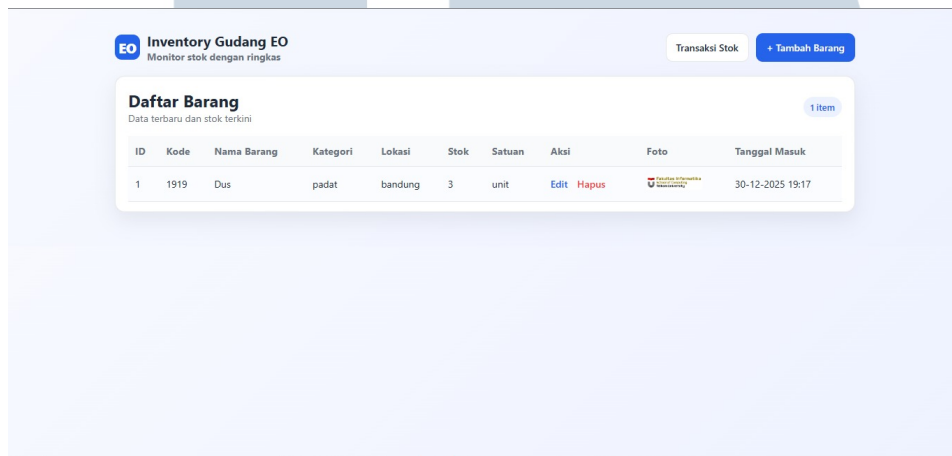 EO
Inventory Gudang EO
Monitor stok dengan ringkas
Transaksi Stok
+ Tambah Barang
Daftar Barang
Data terbaru dan stok terkini
1 item
ID Kode Nama Barang Kategori Lokasi Stok Satuan Aksi Foto Tanggal Masuk
1 1919 Dus padat bandung 3 unit Edit Hapus 30-12-2025 19:17
Fakultas Informatika